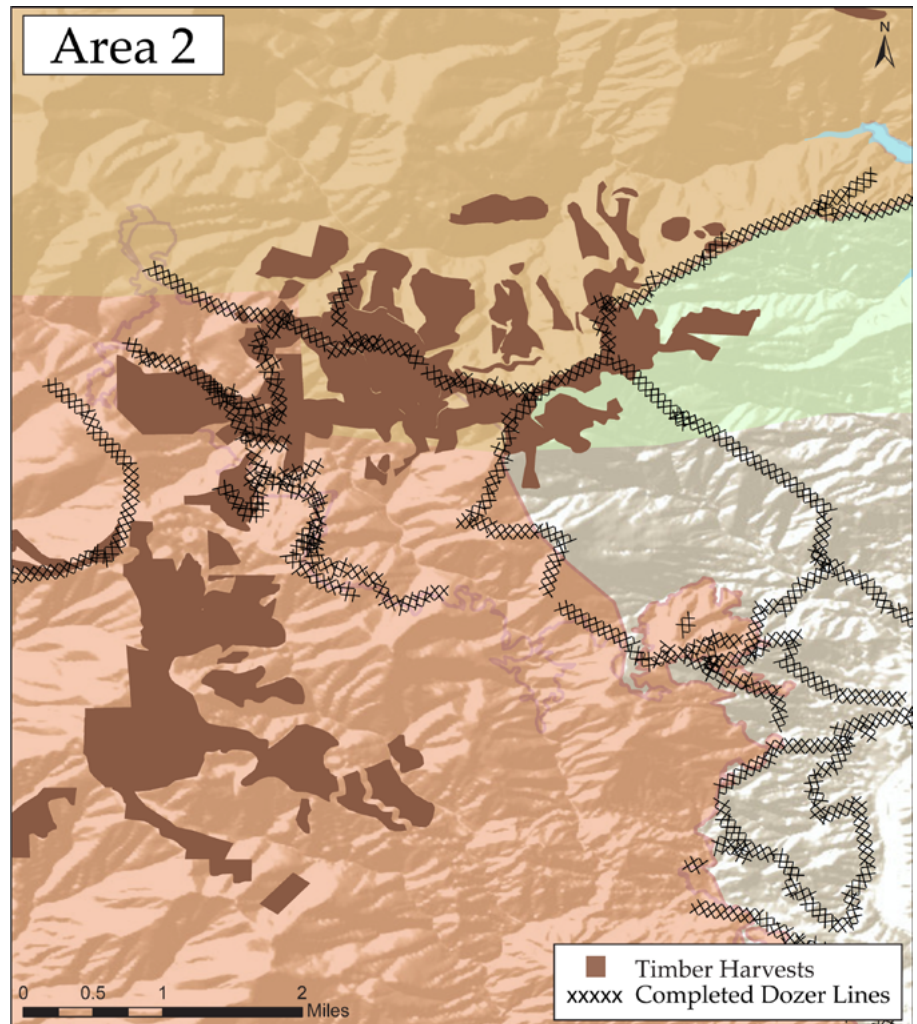 Area 2
N
0 0.5 1 2
Miles
Timber Harvests
xxxxx Completed Dozer Lines